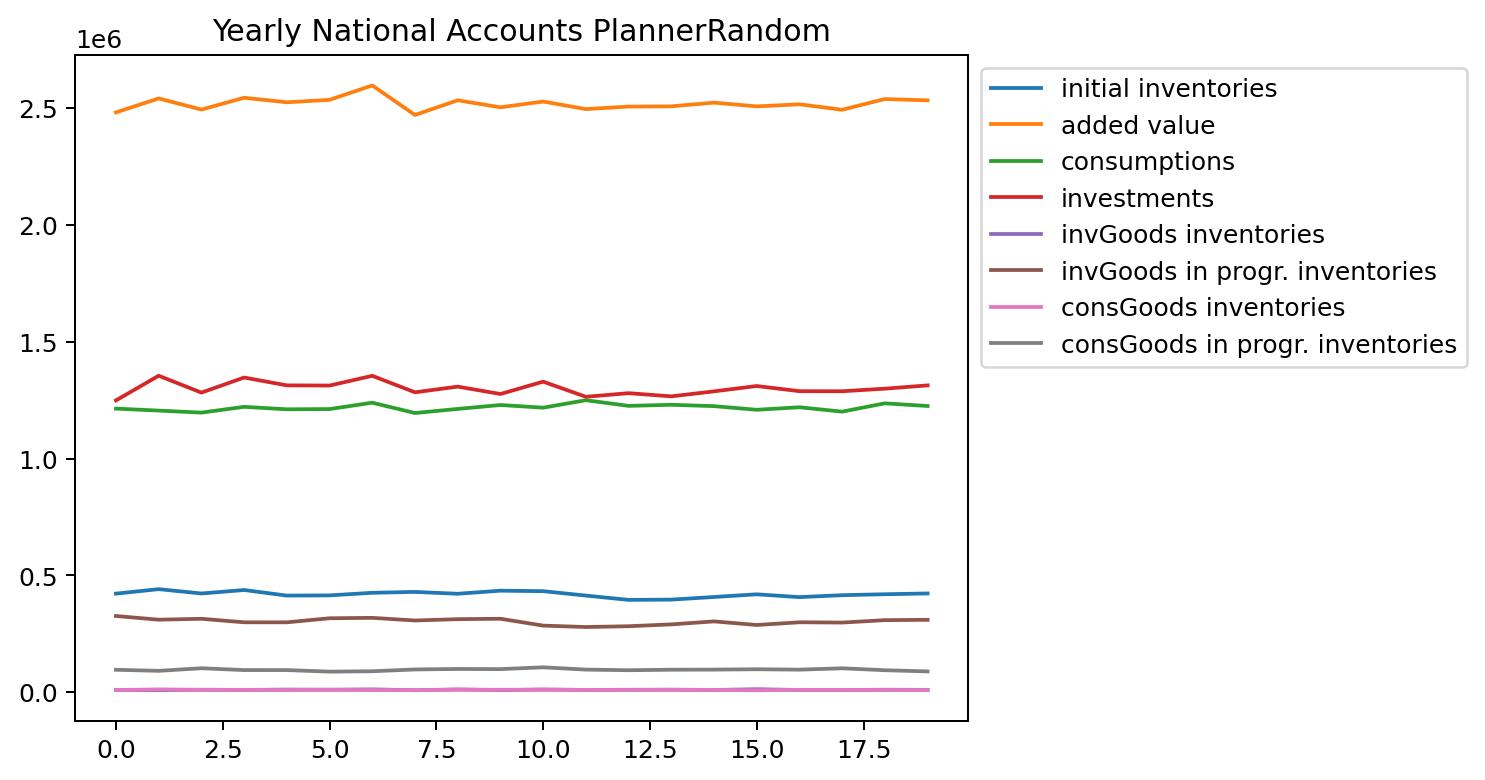 Yearly National Accounts PlannerRandom
1e6
2.5
2.0
1.5
1.0
0.5
0.0
0.0 2.5 5.0 7.5 10.0 12.5 15.0 17.5
initial inventories
added value
consumptions
investments
invGoods inventories
invGoods in progr. inventories
consGoods inventories
consGoods in progr. inventories